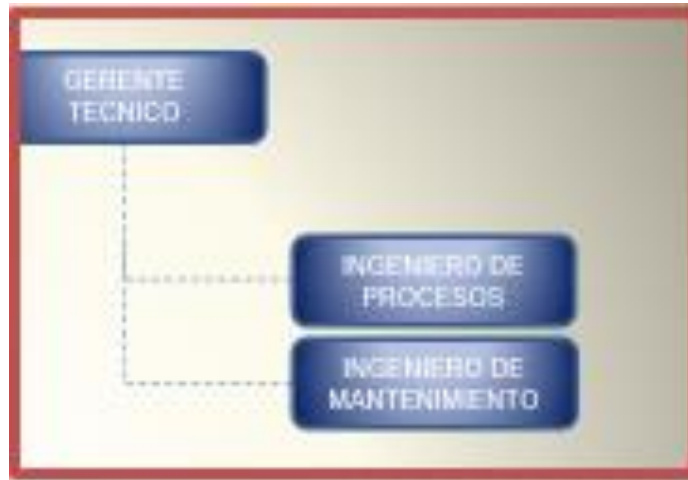 GERENTE
TECNICO
INGENIERO DE
PROCESOS
INGENIERO DE
MANTENIMIENTO